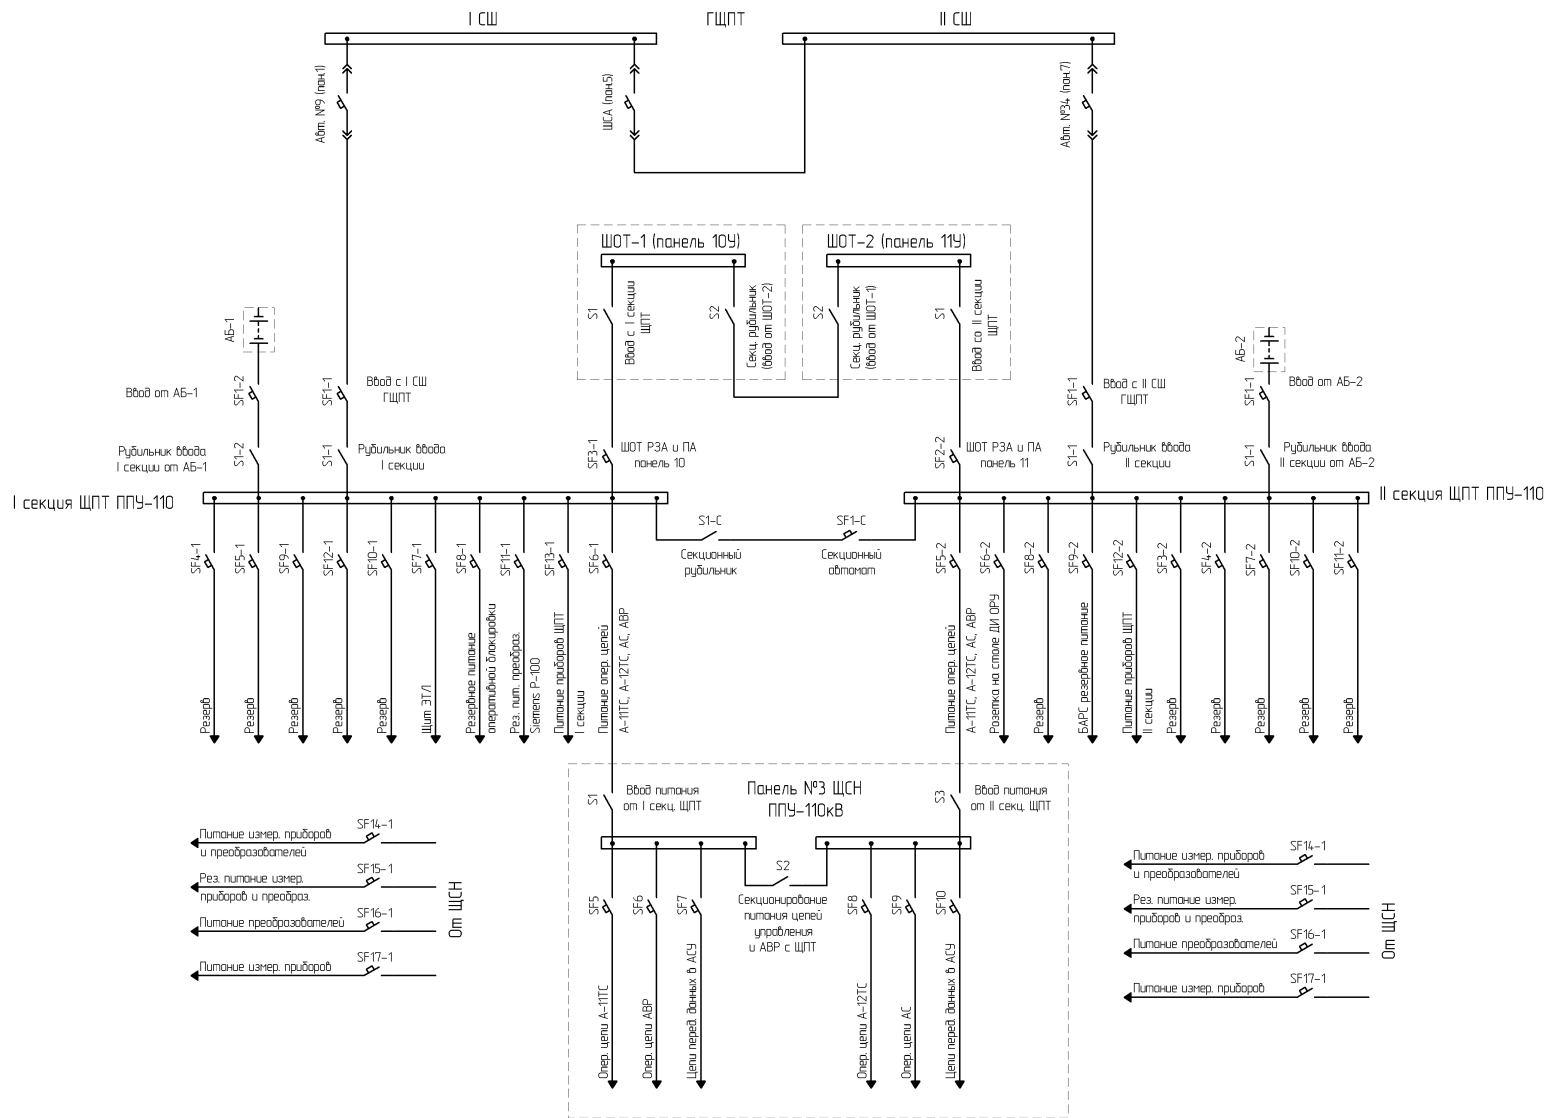 I СШ
ГЩПТ
II СШ
Авт. №9 (пан.1)
ШСА (пан.5)
Авт. №34 (пан.7)
ШОТ-1 (панель 10У)
ШОТ-2 (панель 11У)
S1
Ввод с I секции
ЩПТ
S2
Секц. рубильник
(ввод от ШОТ-2)
S2
Секц. рубильник
(ввод от ШОТ-1)
S1
Ввод со II секции
ЩПТ
АБ-1
АБ-2
Ввод от АБ-1
SF1-2
SF1-1
Ввод с I СШ
ГЩПТ
SF1-1
Ввод с II СШ
ГЩПТ
SF1-1
Ввод от АБ-2
Рубильник ввода
I секции от АБ-1
S1-2
S1-1
Рубильник ввода
I секции
SF3-1
ШОТ РЗА и ПА
панель 10
SF2-2
ШОТ РЗА и ПА
панель 11
S1-1
Рубильник ввода
II секции
S1-1
Рубильник ввода
II секции от АБ-2
I секция ЩПТ ППУ-110
II секция ЩПТ ППУ-110
S1-С
Секционный
рубильник
SF1-С
Секционный
автомат
SF4-1
SF5-1
SF9-1
SF12-1
SF10-1
SF7-1
SF8-1
SF11-1
SF13-1
SF6-1
SF5-2
SF6-2
SF8-2
SF9-2
SF12-2
SF3-2
SF4-2
SF7-2
SF10-2
SF11-2
Резерв
Резерв
Резерв
Резерв
Резерв
Щит ЭТЛ
Резервное питание
оперативной блокировки
Рез. пит. преобраз.
Siemens P-100
Питание приборов ЩПТ
I секции
Питание опер. цепей
А-11ТС, А-12ТС, АС, АВР
Питание опер. цепей
А-11ТС, А-12ТС, АС, АВР
Розетка на столе ДИ ОРУ
Резерв
БАРС резервное питание
Питание приборов ЩПТ
II секции
Резерв
Резерв
Резерв
Резерв
Резерв
Панель №3 ЩСН
ППУ-110кВ
S1
Ввод питания
от I секц. ЩПТ
S3
Ввод питания
от II секц. ЩПТ
S2
Секционирование
питания цепей
управления
и АВР с ЩПТ
SF5
SF6
SF7
SF8
SF9
SF10
Опер. цепи А-11ТС
Опер. цепи АВР
Цепи перед. данных в АСУ
Опер. цепи А-12ТС
Опер. цепи АС
Цепи перед. данных в АСУ
SF14-1
Питание измер. приборов
и преобразователей
SF15-1
Рез. питание измер.
приборов и преобраз.
SF16-1
Питание преобразователей
SF17-1
Питание измер. приборов
От ЩСН
SF14-1
Питание измер. приборов
и преобразователей
SF15-1
Рез. питание измер.
приборов и преобраз.
SF16-1
Питание преобразователей
SF17-1
Питание измер. приборов
От ЩСН